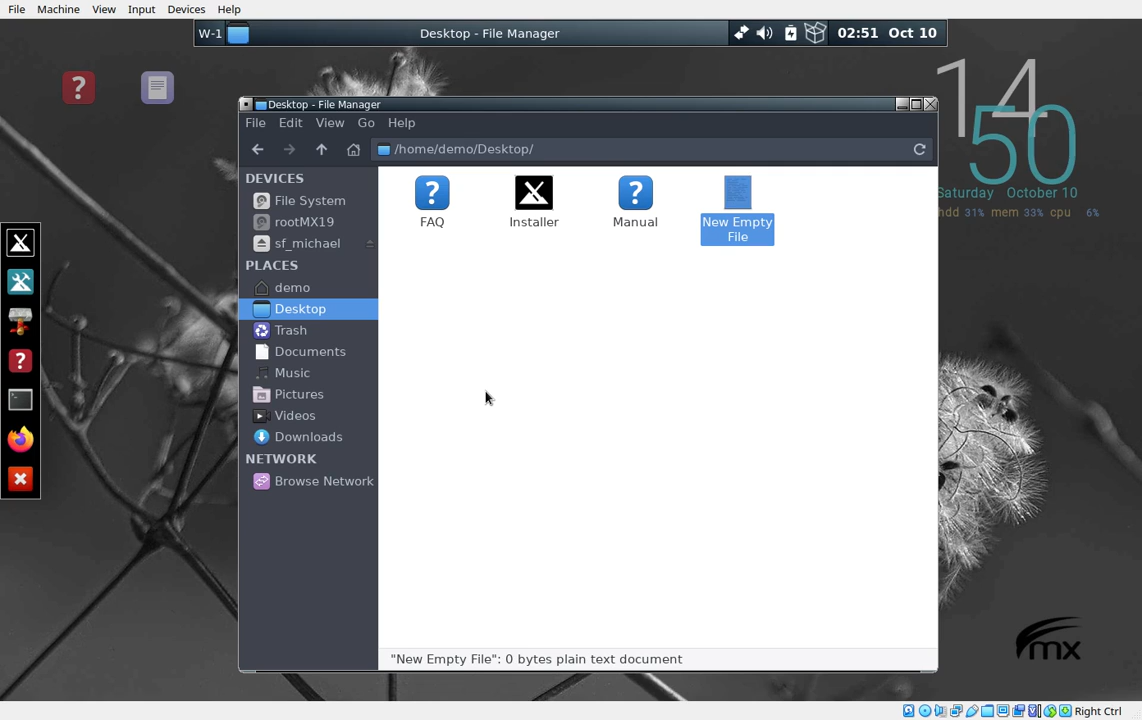 File Machine View Input Devices Help
W-1 Desktop - File Manager 02:51 Oct 10
14
50
Saturday October 10
hdd 31% mem 33% cpu 6%
Desktop - File Manager
File Edit View Go Help
/home/demo/Desktop/
DEVICES
File System
rootMX19
sf_michael
PLACES
demo
Desktop
Trash
Documents
Music
Pictures
Videos
Downloads
NETWORK
Browse Network
FAQ
Installer
Manual
New Empty
File
"New Empty File": 0 bytes plain text document
mx
Right Ctrl